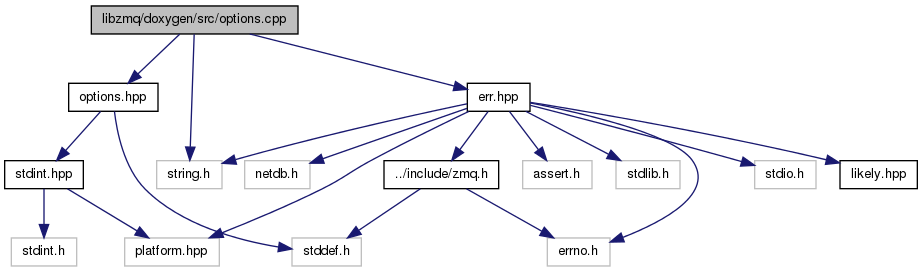 libzmq/doxygen/src/options.cpp
options.hpp
err.hpp
stdint.hpp
string.h
netdb.h
../include/zmq.h
assert.h
stdlib.h
stdio.h
likely.hpp
stdint.h
platform.hpp
stddef.h
errno.h